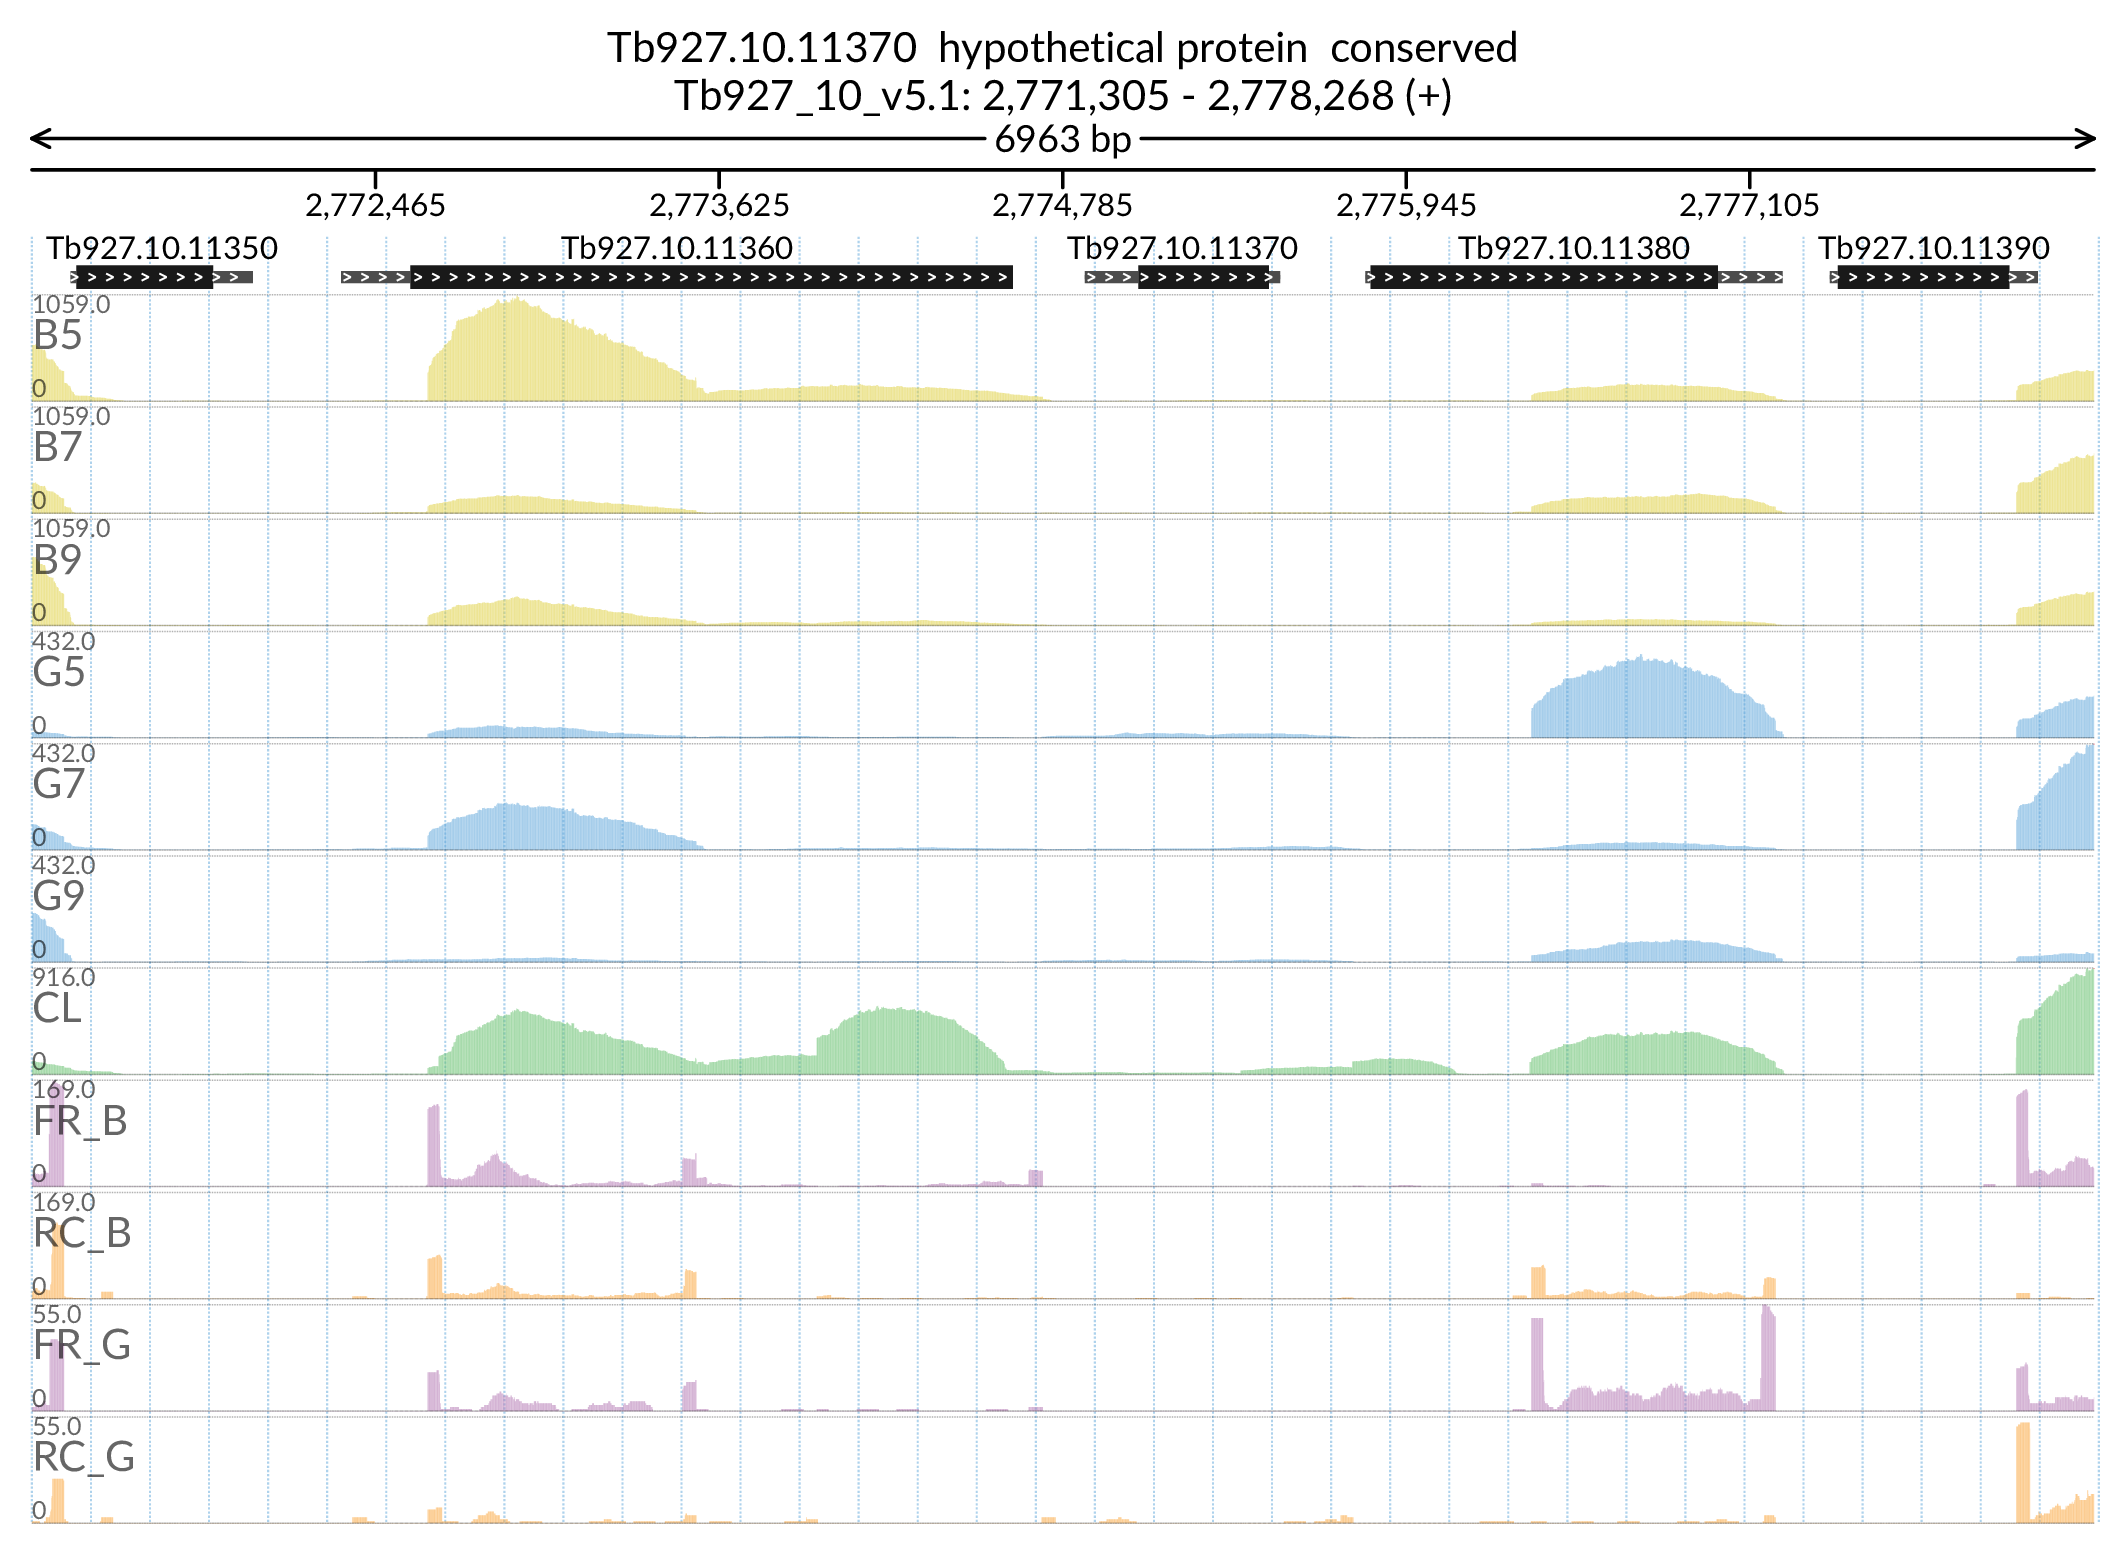 Tb927.10.11370 hypothetical protein conserved
Tb927_10_v5.1: 2,771,305 - 2,778,268 (+)
6963 bp
2,772,465 2,773,625 2,774,785 2,775,945 2,777,105
Tb927.10.11350 Tb927.10.11360 Tb927.10.11370 Tb927.10.11380 Tb927.10.11390
1059.0
B5
0
1059.0
B7
0
1059.0
B9
0
432.0
G5
0
432.0
G7
0
432.0
G9
0
916.0
CL
0
169.0
FR_B
0
169.0
RC_B
0
55.0
FR_G
0
55.0
RC_G
0